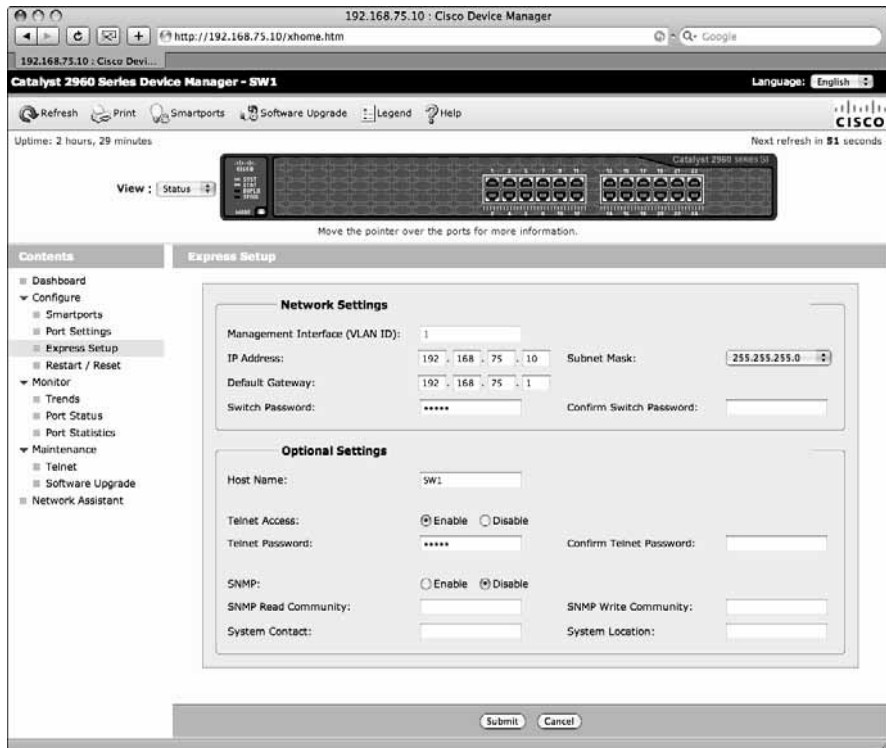 192.168.75.10 : Cisco Device Manager
http://192.168.75.10/xhome.htm
Google
192.168.75.10 : Cisco Devi...
Catalyst 2960 Series Device Manager - SW1
Language: English
Refresh Print Smartports Software Upgrade Legend Help
CISCO
Uptime: 2 hours, 29 minutes
Next refresh in 51 seconds
Catalyst 2960 SERIES SI
View : Status
SYST
STAT
DUPLX
SPEED
MODE
Move the pointer over the ports for more information.
Contents
Dashboard
Configure
Smartports
Port Settings
Express Setup
Restart / Reset
Monitor
Trends
Port Status
Port Statistics
Maintenance
Telnet
Software Upgrade
Network Assistant
Express Setup
Network Settings
Management Interface (VLAN ID): 1
IP Address: 192 . 168 . 75 . 10 Subnet Mask: 255.255.255.0
Default Gateway: 192 . 168 . 75 . 1
Switch Password: ••••• Confirm Switch Password:
Optional Settings
Host Name: SW1
Telnet Access: Enable Disable
Telnet Password: ••••• Confirm Telnet Password:
SNMP: Enable Disable
SNMP Read Community: SNMP Write Community:
System Contact: System Location:
Submit Cancel